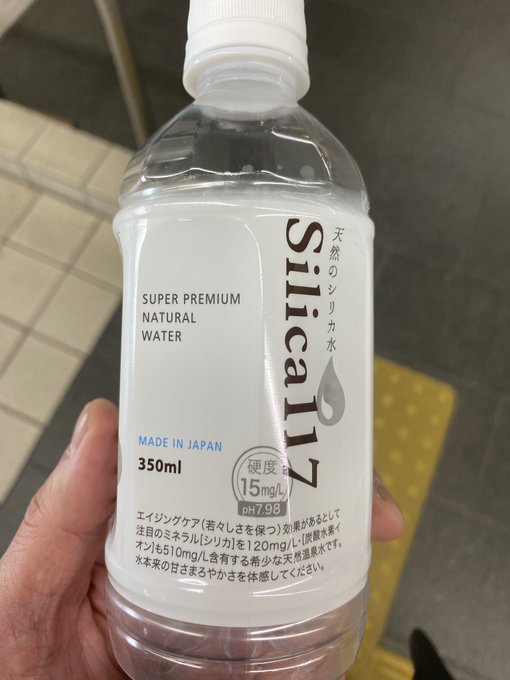 天然のシリカ水
Silica117
SUPER PREMIUM
NATURAL
WATER
MADE IN JAPAN
350ml
硬度
15mg/L
pH7.98
エイジングケア(若々しさを保つ)効果があるとして
注目のミネラル[シリカ]を120mg/L・[炭酸水素イ
オン]も510mg/L含有する希少な天然温泉水です。
水本来の甘さまろやかさを体感してください。